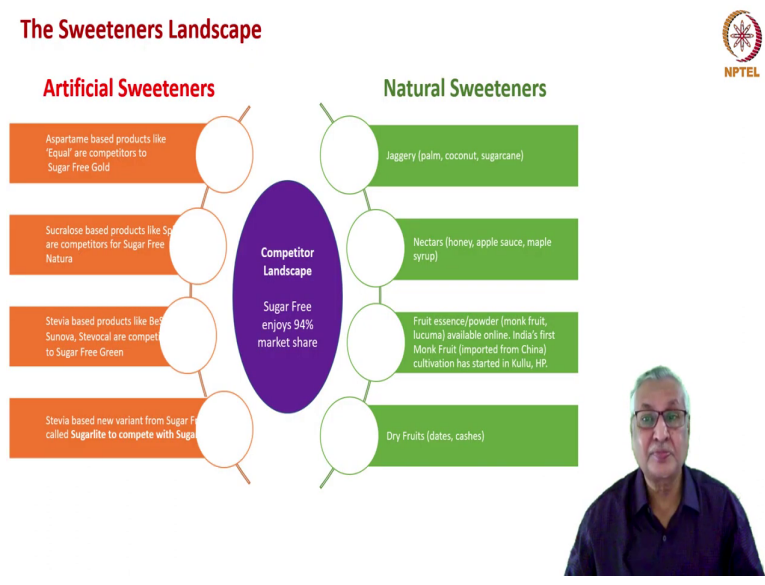 The Sweeteners Landscape
NPTEL
Artificial Sweeteners
Aspartame based products like
‘Equal’ are competitors to
Sugar Free Gold
Sucralose based products like
are competitors for Sugar Free
Natura
Stevia based products like
Sunova, Stevocal are
to Sugar Free Green
Stevia based new variant from Sugar
called Sugarlite to compete with
Competitor
Landscape
Sugar Free
enjoys 94%
market share
Natural Sweeteners
Jaggery (palm, coconut, sugarcane)
Nectars (honey, apple sauce, maple
syrup)
Fruit essence/powder (monk fruit,
lucuma) available online. India’s first
Monk Fruit (imported from China)
cultivation has started in Kullu, HP.
Dry Fruits (dates, cashes)